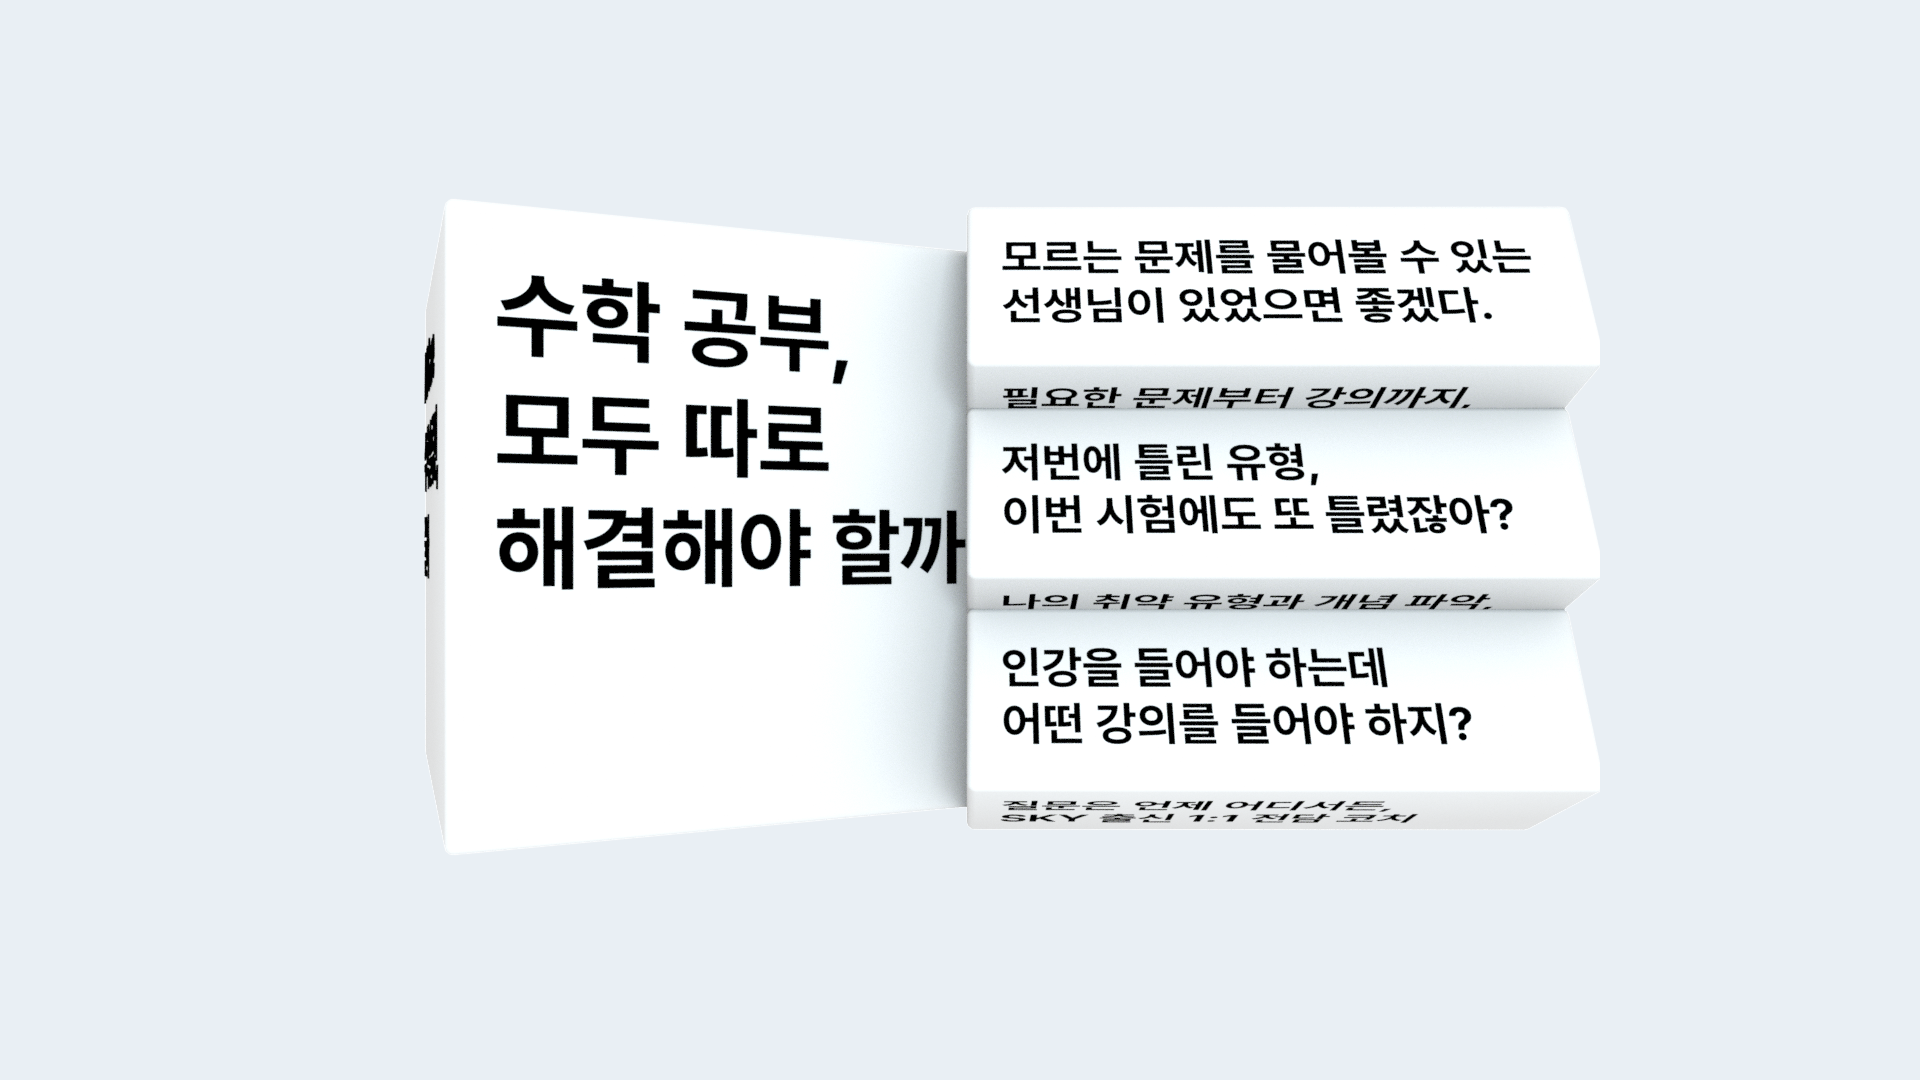 수학 공부,
모두 따로
해결해야 할까
모르는 문제를 물어볼 수 있는
선생님이 있었으면 좋겠다.
필요한 문제부터 강의까지,
저번에 틀린 유형,
이번 시험에도 또 틀렸잖아?
나의 취약 유형과 개념 파악,
인강을 들어야 하는데
어떤 강의를 들어야 하지?
질문은 언제 어디서든,
SKY 출신 1:1 전담 코치